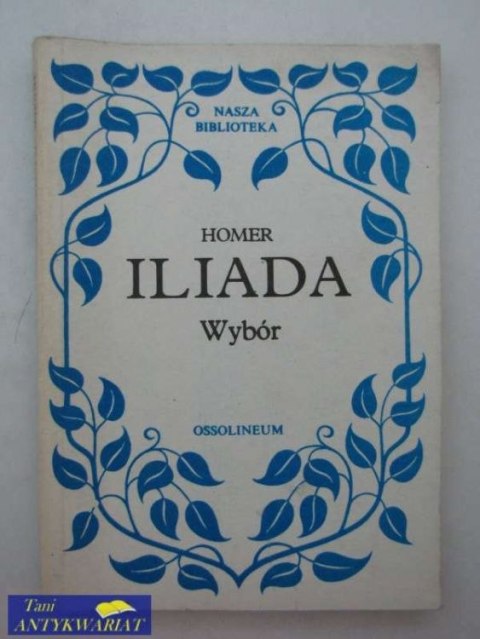 NASZA
BIBLIOTEKA
HOMER
ILIADA
Wybór
OSSOLINEUM
Tani
ANTYKWARIAT